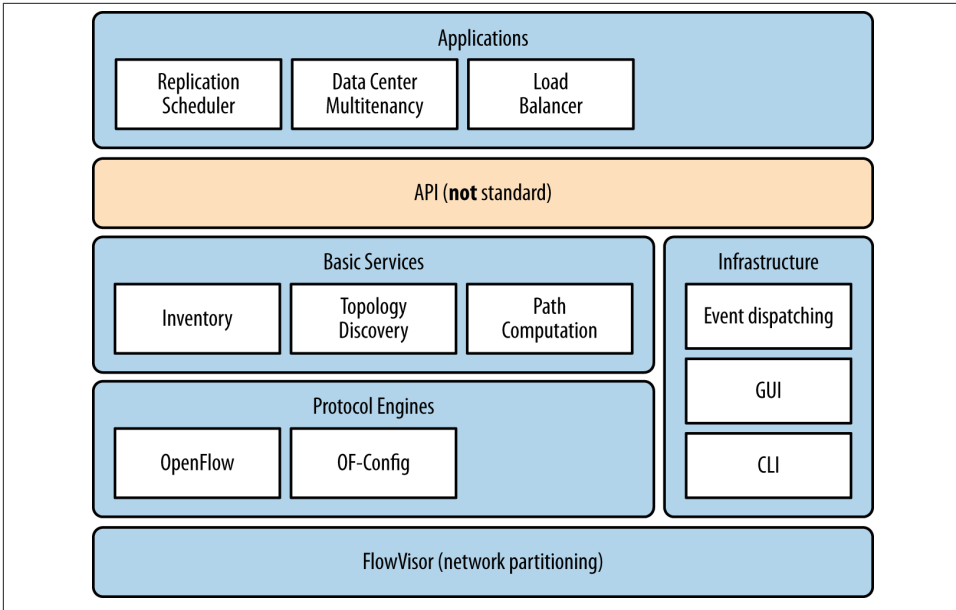 Applications
Replication
Scheduler
Data Center
Multitenancy
Load
Balancer
API (not standard)
Basic Services
Inventory
Topology
Discovery
Path
Computation
Infrastructure
Event dispatching
GUI
CLI
Protocol Engines
OpenFlow
OF-Config
FlowVisor (network partitioning)